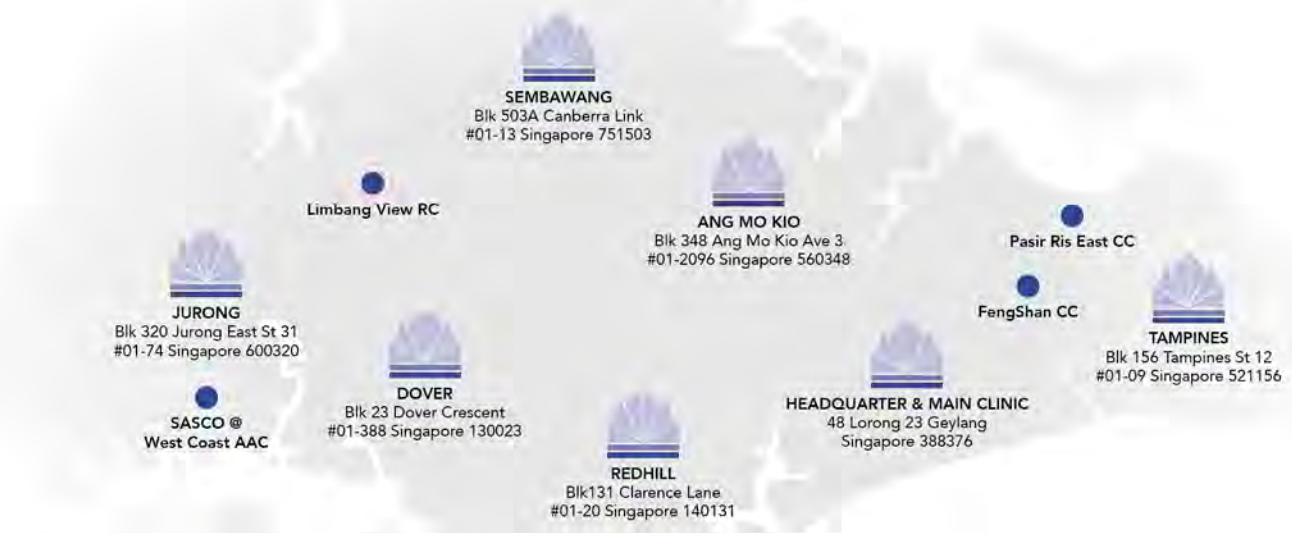 SEMBAWANG
Blk 503A Canberra Link
#01-13 Singapore 751503
Limbang View RC
ANG MO KIO
Blk 348 Ang Mo Kio Ave 3
#01-2096 Singapore 560348
Pasir Ris East CC
FengShan CC
JURONG
Blk 320 Jurong East St 31
#01-74 Singapore 600320
TAMPINES
Blk 156 Tampines St 12
#01-09 Singapore 521156
DOVER
Blk 23 Dover Crescent
#01-388 Singapore 130023
HEADQUARTER & MAIN CLINIC
48 Lorong 23 Geylang
Singapore 388376
SASCO @
West Coast AAC
REDHILL
Blk131 Clarence Lane
#01-20 Singapore 140131